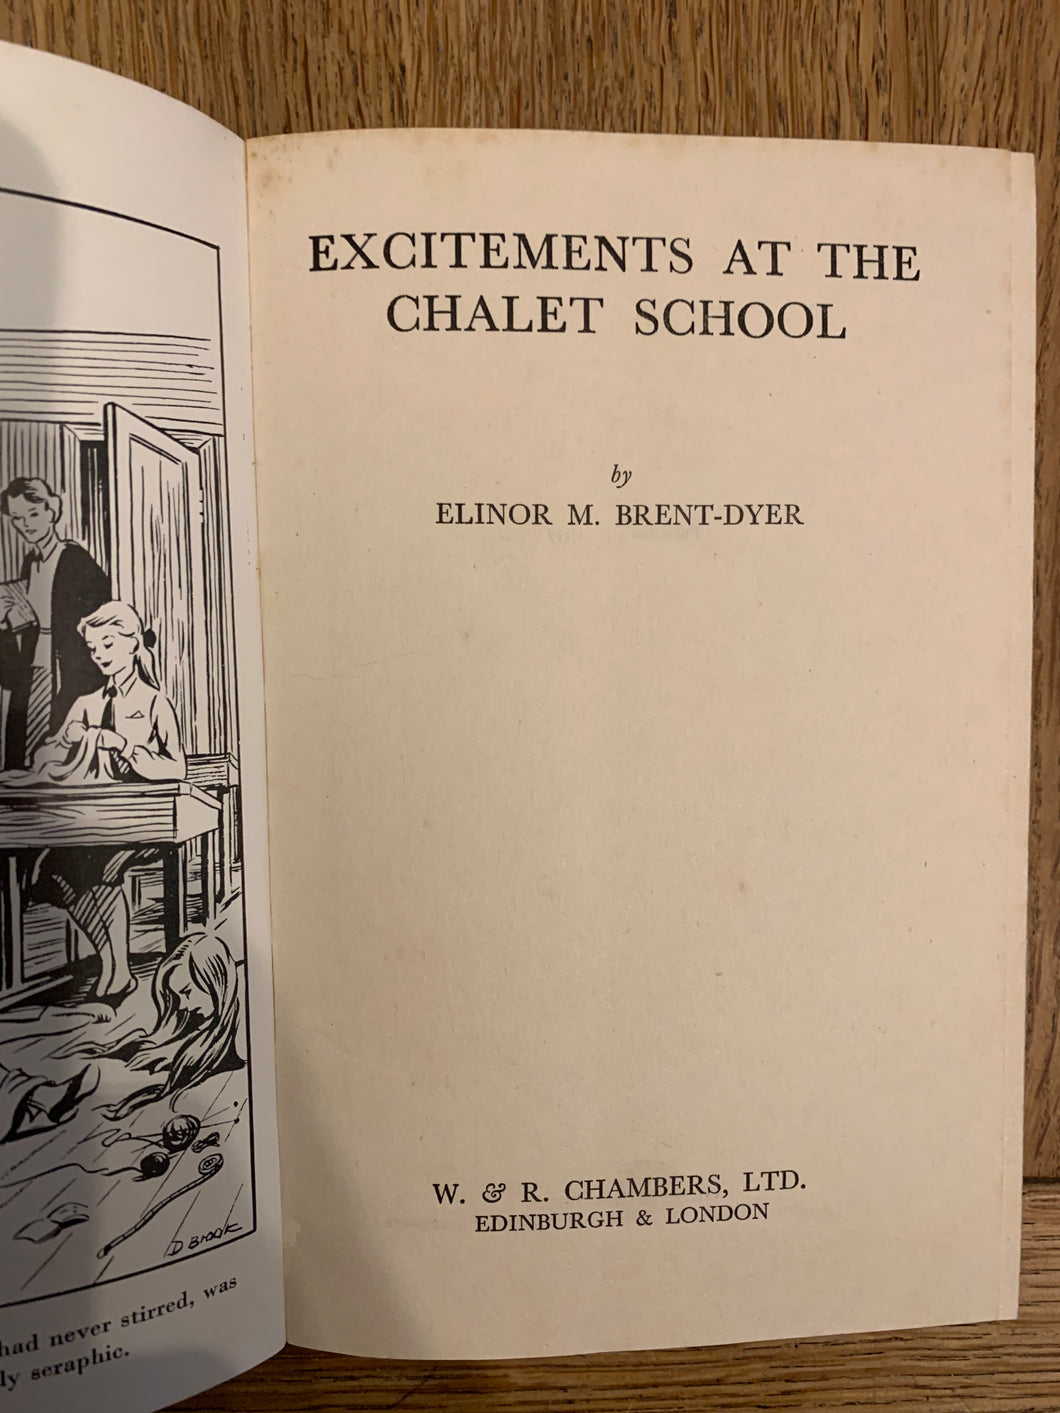 D BROOK
had never stirred, was
ly seraphic.
EXCITEMENTS AT THE
CHALET SCHOOL
by
ELINOR M. BRENT-DYER
W. & R. CHAMBERS, LTD.
EDINBURGH & LONDON